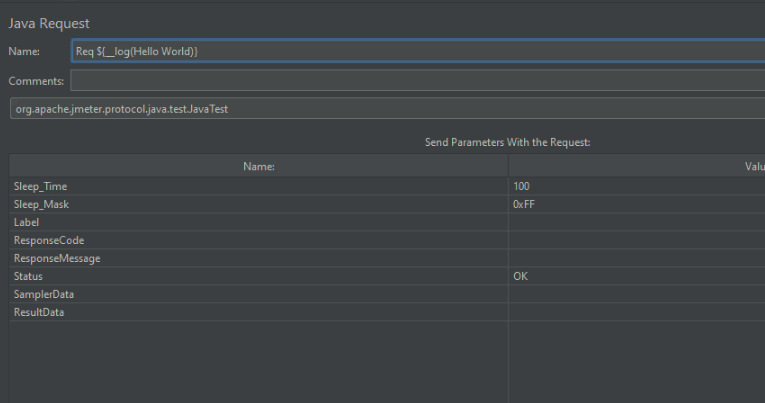 Java Request
Name: Req ${__log(Hello World)}
Comments:
org.apache.jmeter.protocol.java.test.JavaTest
Send Parameters With the Request:
Name: Valu
Sleep_Time 100
Sleep_Mask 0xFF
Label
ResponseCode
ResponseMessage
Status OK
SamplerData
ResultData